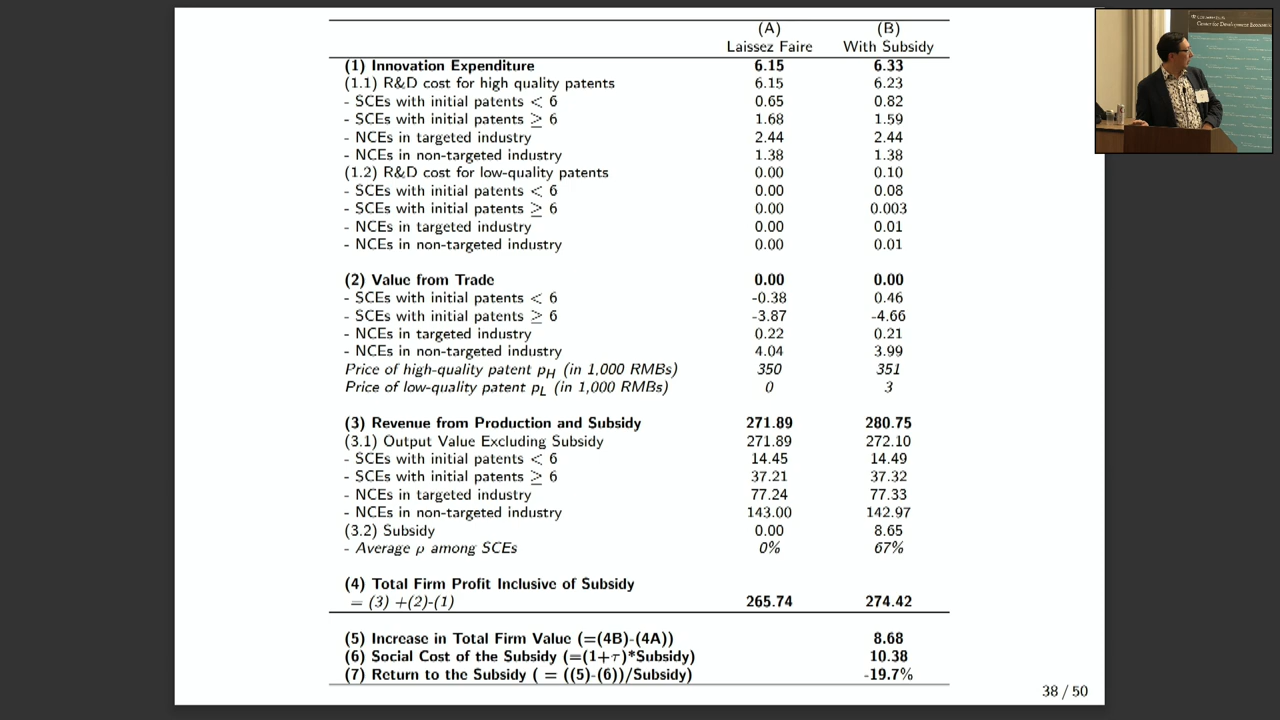 (A) (B)
Laissez Faire With Subsidy
(1) Innovation Expenditure 6.15 6.33
(1.1) R&D cost for high quality patents 6.15 6.23
- SCEs with initial patents < 6 0.65 0.82
- SCEs with initial patents ≥ 6 1.68 1.59
- NCEs in targeted industry 2.44 2.44
- NCEs in non-targeted industry 1.38 1.38
(1.2) R&D cost for low-quality patents 0.00 0.10
- SCEs with initial patents < 6 0.00 0.08
- SCEs with initial patents ≥ 6 0.00 0.003
- NCEs in targeted industry 0.00 0.01
- NCEs in non-targeted industry 0.00 0.01
(2) Value from Trade 0.00 0.00
- SCEs with initial patents < 6 -0.38 0.46
- SCEs with initial patents ≥ 6 -3.87 -4.66
- NCEs in targeted industry 0.22 0.21
- NCEs in non-targeted industry 4.04 3.99
Price of high-quality patent pH (in 1,000 RMBs) 350 351
Price of low-quality patent pL (in 1,000 RMBs) 0 3
(3) Revenue from Production and Subsidy 271.89 280.75
(3.1) Output Value Excluding Subsidy 271.89 272.10
- SCEs with initial patents < 6 14.45 14.49
- SCEs with initial patents ≥ 6 37.21 37.32
- NCEs in targeted industry 77.24 77.33
- NCEs in non-targeted industry 143.00 142.97
(3.2) Subsidy 0.00 8.65
- Average ρ among SCEs 0% 67%
(4) Total Firm Profit Inclusive of Subsidy
= (3) +(2)-(1) 265.74 274.42
(5) Increase in Total Firm Value (=(4B)-(4A)) 8.68
(6) Social Cost of the Subsidy (=(1+τ)*Subsidy) 10.38
(7) Return to the Subsidy ( = ((5)-(6))/Subsidy) -19.7%
38 / 50
Center for Development Economics